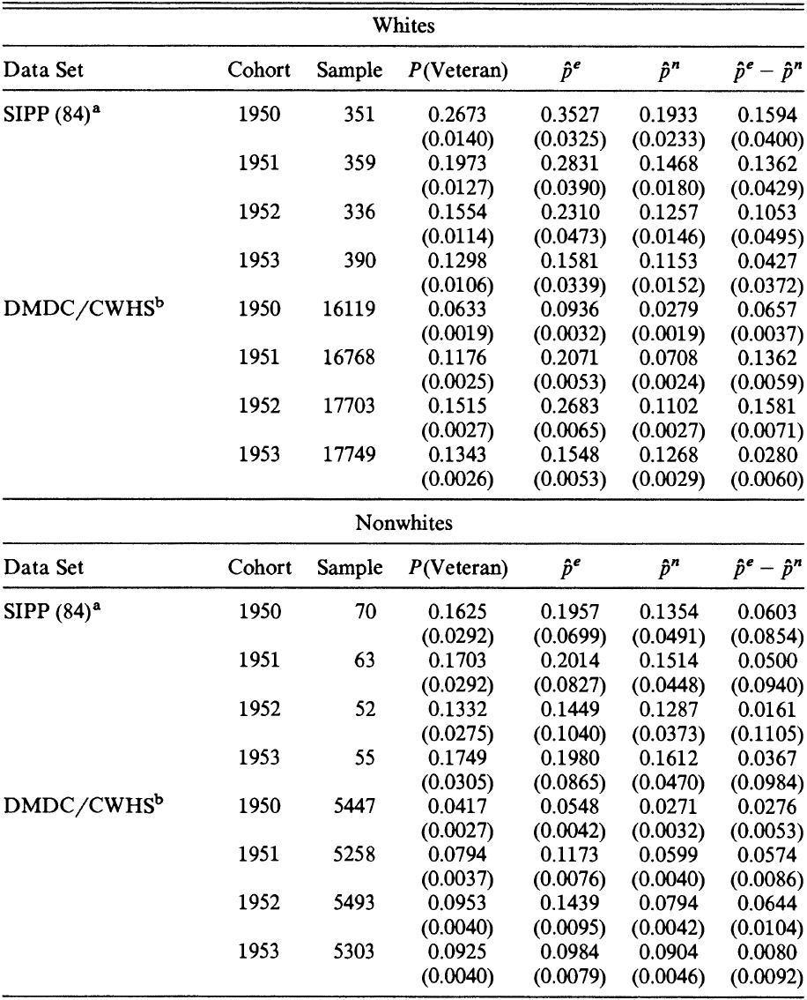 Whites
Data Set Cohort Sample P(Veteran) p̂ᵉ p̂ⁿ p̂ᵉ − p̂ⁿ
SIPP (84)ᵃ 1950 351 0.2673 0.3527 0.1933 0.1594
(0.0140) (0.0325) (0.0233) (0.0400)
1951 359 0.1973 0.2831 0.1468 0.1362
(0.0127) (0.0390) (0.0180) (0.0429)
1952 336 0.1554 0.2310 0.1257 0.1053
(0.0114) (0.0473) (0.0146) (0.0495)
1953 390 0.1298 0.1581 0.1153 0.0427
(0.0106) (0.0339) (0.0152) (0.0372)
DMDC/CWHSᵇ 1950 16119 0.0633 0.0936 0.0279 0.0657
(0.0019) (0.0032) (0.0019) (0.0037)
1951 16768 0.1176 0.2071 0.0708 0.1362
(0.0025) (0.0053) (0.0024) (0.0059)
1952 17703 0.1515 0.2683 0.1102 0.1581
(0.0027) (0.0065) (0.0027) (0.0071)
1953 17749 0.1343 0.1548 0.1268 0.0280
(0.0026) (0.0053) (0.0029) (0.0060)
Nonwhites
Data Set Cohort Sample P(Veteran) p̂ᵉ p̂ⁿ p̂ᵉ − p̂ⁿ
SIPP (84)ᵃ 1950 70 0.1625 0.1957 0.1354 0.0603
(0.0292) (0.0699) (0.0491) (0.0854)
1951 63 0.1703 0.2014 0.1514 0.0500
(0.0292) (0.0827) (0.0448) (0.0940)
1952 52 0.1332 0.1449 0.1287 0.0161
(0.0275) (0.1040) (0.0373) (0.1105)
1953 55 0.1749 0.1980 0.1612 0.0367
(0.0305) (0.0865) (0.0470) (0.0984)
DMDC/CWHSᵇ 1950 5447 0.0417 0.0548 0.0271 0.0276
(0.0027) (0.0042) (0.0032) (0.0053)
1951 5258 0.0794 0.1173 0.0599 0.0574
(0.0037) (0.0076) (0.0040) (0.0086)
1952 5493 0.0953 0.1439 0.0794 0.0644
(0.0040) (0.0095) (0.0042) (0.0104)
1953 5303 0.0925 0.0984 0.0904 0.0080
(0.0040) (0.0079) (0.0046) (0.0092)